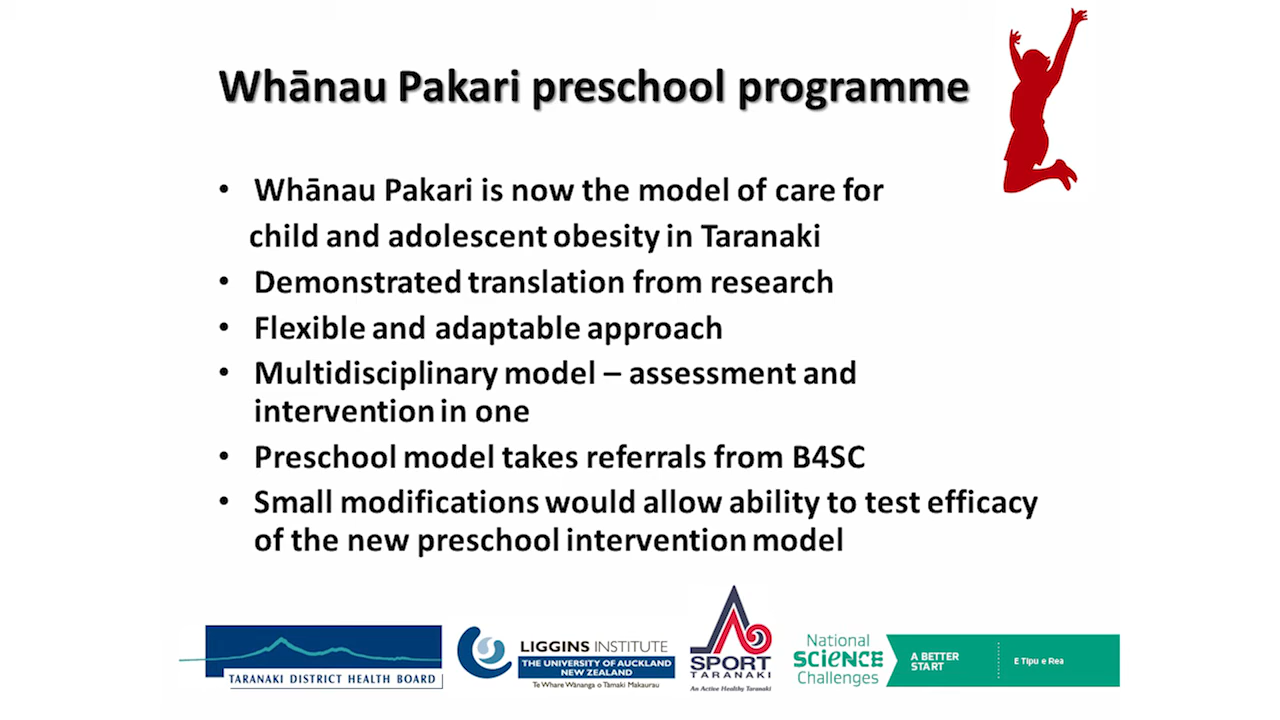 Whānau Pakari preschool programme
• Whānau Pakari is now the model of care for
child and adolescent obesity in Taranaki
• Demonstrated translation from research
• Flexible and adaptable approach
• Multidisciplinary model – assessment and
intervention in one
• Preschool model takes referrals from B4SC
• Small modifications would allow ability to test efficacy
of the new preschool intervention model
TARANAKI DISTRICT HEALTH BOARD
LIGGINS INSTITUTE
THE UNIVERSITY OF AUCKLAND
NEW ZEALAND
Te Whare Wānanga o Tāmaki Makaurau
SPORT
TARANAKI
An Active Healthy Taranaki
National
SCIENCE
Challenges
A BETTER
START
E Tipu e Rea